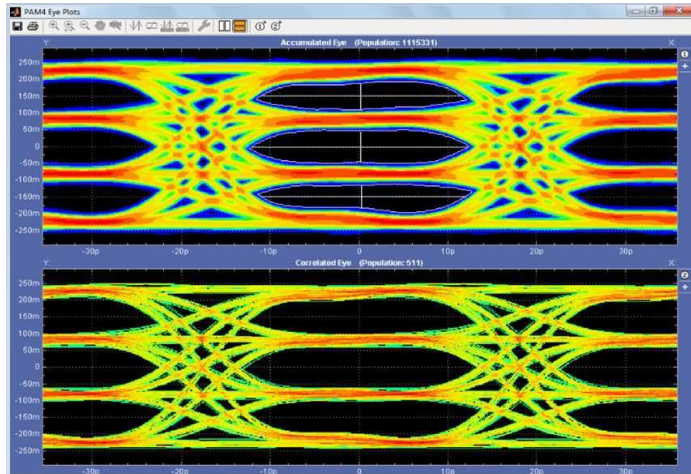 PAM4 Eye Plots
Y: Accumulated Eye (Population: 1115331) X:
250m
200m
150m
100m
50m
0
-50m
-100m
-150m
-200m
-250m
-30p -20p -10p 0 10p 20p 30p
Y: Correlated Eye (Population: 511) X:
250m
200m
150m
100m
50m
0
-50m
-100m
-150m
-200m
-250m
-30p -20p -10p 0 10p 20p 30p